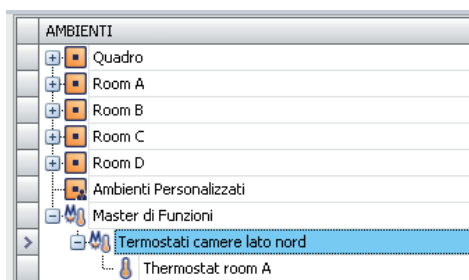 AMBIENTI
Quadro
Room A
Room B
Room C
Room D
Ambienti Personalizzati
Master di Funzioni
Termostati camere lato nord
Thermostat room A